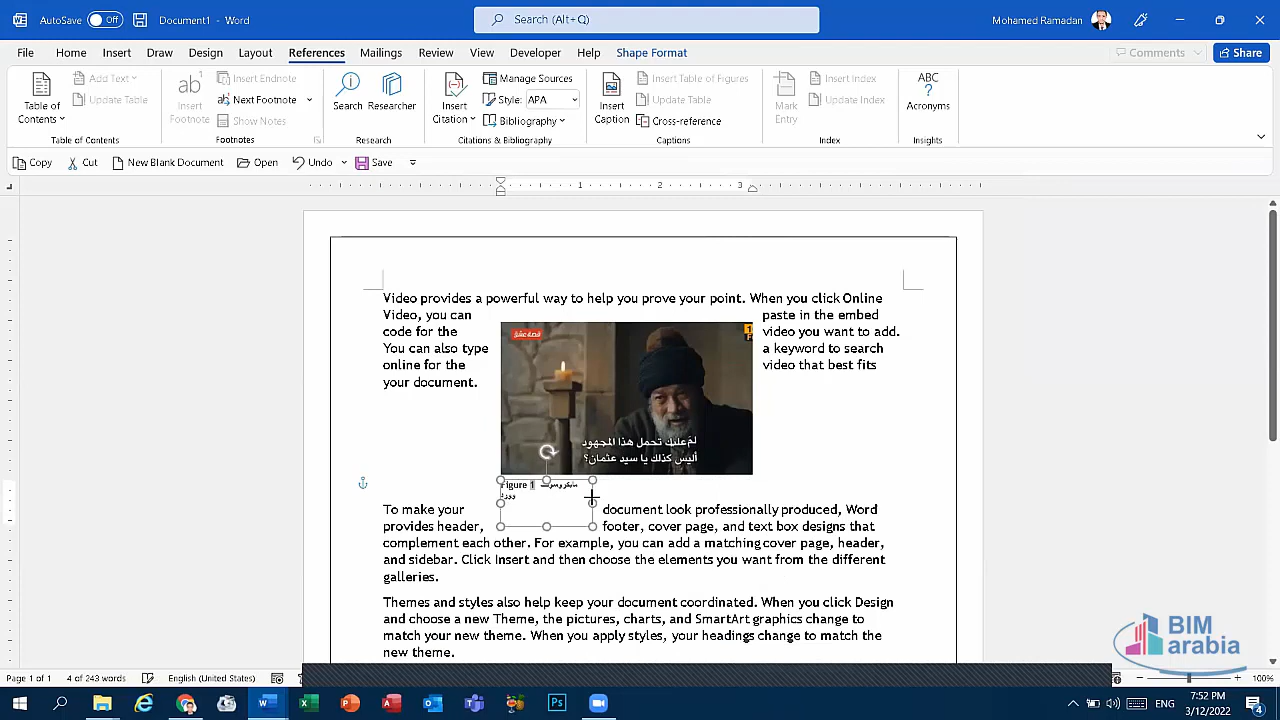 AutoSave
Off
Document1 - Word
Search (Alt+Q)
Mohamed Ramadan
File Home Insert Draw Design Layout References Mailings Review View Developer Help Shape Format
Comments
Share
Table of Contents
Add Text
Update Table
Table of Contents
Insert Footnote
Insert Endnote
Next Footnote
Show Notes
Footnotes
Search
Researcher
Research
Insert Citation
Manage Sources
Style: APA
Bibliography
Citations & Bibliography
Insert Caption
Insert Table of Figures
Update Table
Cross-reference
Captions
Mark Entry
Insert Index
Update Index
Index
ABC
?
Acronyms
Insights
Copy Cut New Blank Document Open Undo Save
1 2 3
Video provides a powerful way to help you prove your point. When you click Online
Video, you can paste in the embed
code for the video you want to add.
You can also type a keyword to search
online for the video that best fits
your document.
قصة عشق
لمَ عليك تحمل هذا المجهود
أليس كذلك يا سيد عثمان؟
Figure 1 مايكروسوفت
وورد
To make your document look professionally produced, Word
provides header, footer, cover page, and text box designs that
complement each other. For example, you can add a matching cover page, header,
and sidebar. Click Insert and then choose the elements you want from the different
galleries.
Themes and styles also help keep your document coordinated. When you click Design
and choose a new Theme, the pictures, charts, and SmartArt graphics change to
match your new theme. When you apply styles, your headings change to match the
new theme.
BIM
arabia
Page 1 of 1 4 of 243 words English (United States)
100%
ENG
7:52 PM
3/12/2022